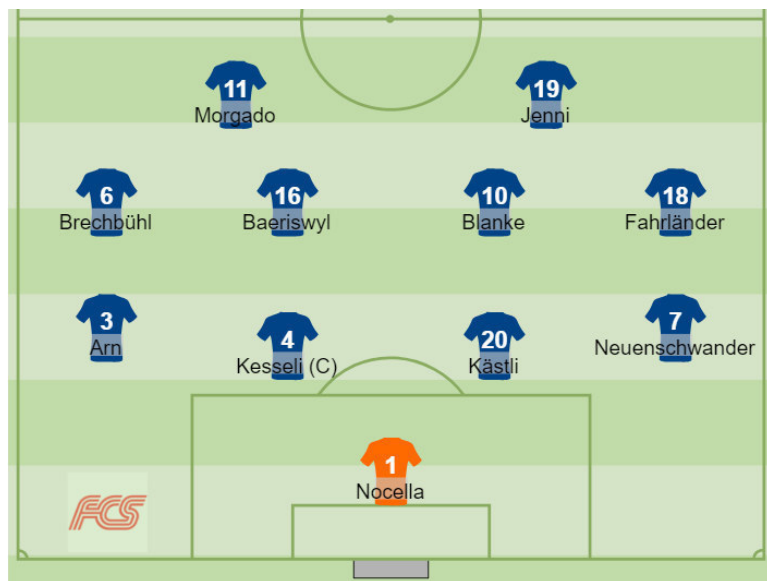 11
Morgado
19
Jenni
6
Brechbühl
16
Baeriswyl
10
Blanke
18
Fahrländer
3
Arn
4
Kesseli (C)
20
Kästli
7
Neuenschwander
1
Nocella
FCS